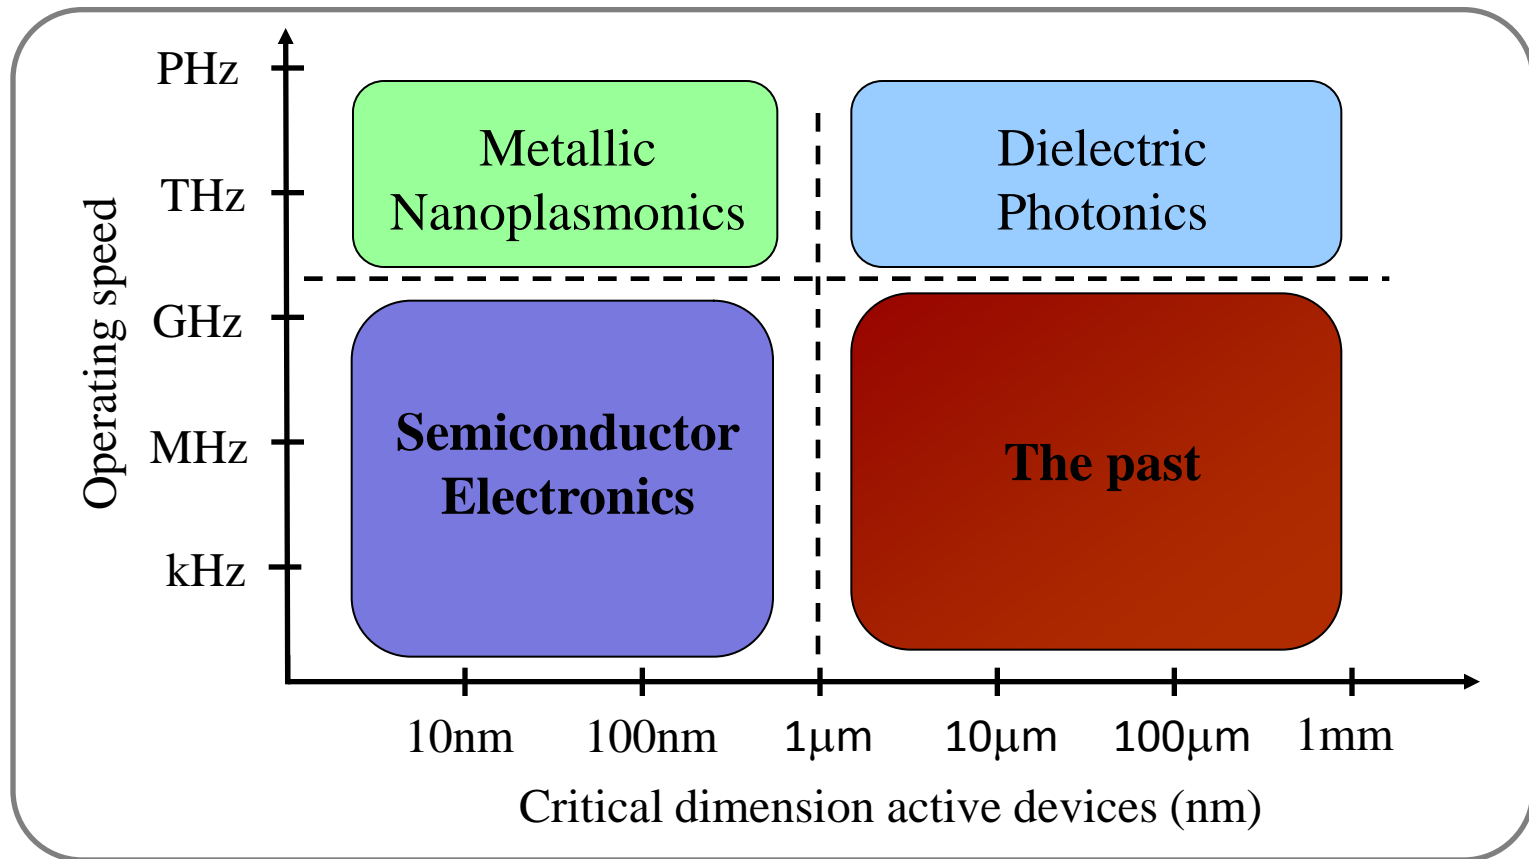 PHz
THz
GHz
MHz
kHz
Operating speed
Metallic
Nanoplasmonics
Dielectric
Photonics
Semiconductor
Electronics
The past
10nm
100nm
1μm
10μm
100μm
1mm
Critical dimension active devices (nm)